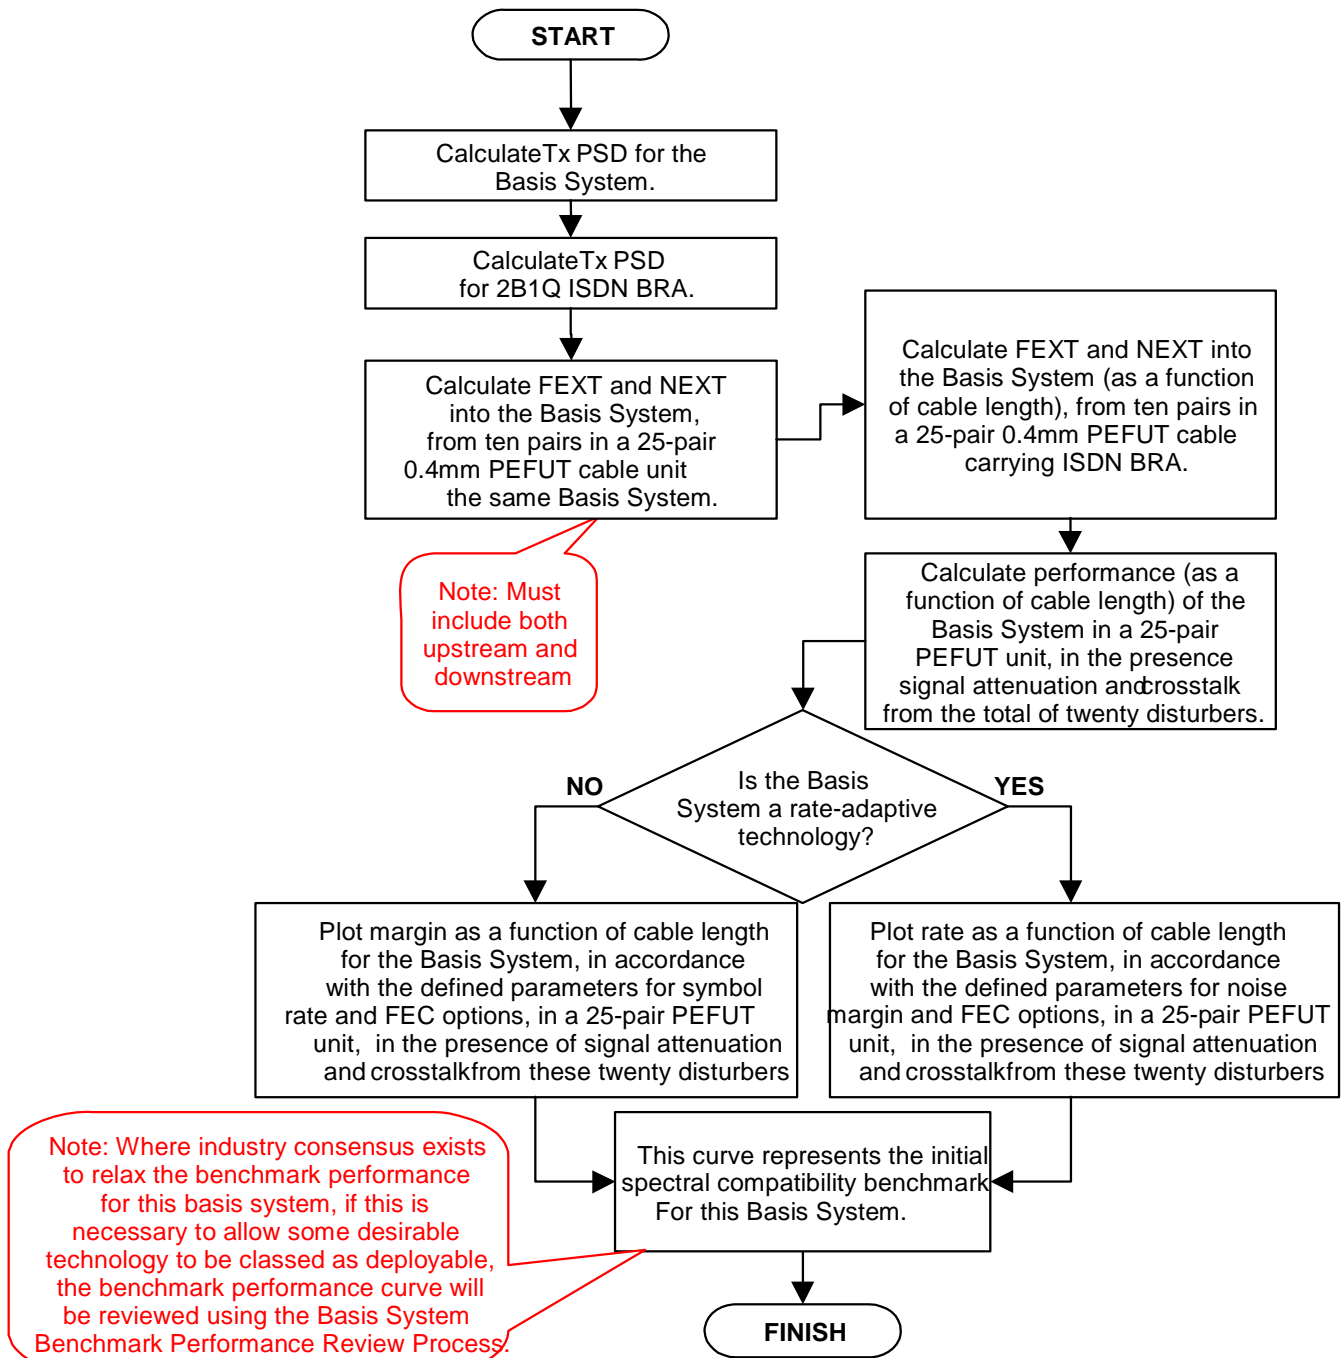 START
CalculateTx PSD for the
Basis System.
CalculateTx PSD
for 2B1Q ISDN BRA.
Calculate FEXT and NEXT
into the Basis System,
from ten pairs in a 25-pair
0.4mm PEFUT cable unit
the same Basis System.
Note: Must
include both
upstream and
downstream
Calculate FEXT and NEXT into
the Basis System (as a function
of cable length), from ten pairs in
a 25-pair 0.4mm PEFUT cable
carrying ISDN BRA.
Calculate performance (as a
function of cable length) of the
Basis System in a 25-pair
PEFUT unit, in the presence
signal attenuation and crosstalk
from the total of twenty disturbers.
NO
Is the Basis
System a rate-adaptive
technology?
YES
Plot margin as a function of cable length
for the Basis System, in accordance
with the defined parameters for symbol
rate and FEC options, in a 25-pair PEFUT
unit, in the presence of signal attenuation
and crosstalkfrom these twenty disturbers
Plot rate as a function of cable length
for the Basis System, in accordance
with the defined parameters for noise
margin and FEC options, in a 25-pair PEFUT
unit, in the presence of signal attenuation
and crosstalkfrom these twenty disturbers
This curve represents the initial
spectral compatibility benchmark
For this Basis System.
Note: Where industry consensus exists
to relax the benchmark performance
for this basis system, if this is
necessary to allow some desirable
technology to be classed as deployable,
the benchmark performance curve will
be reviewed using the Basis System
Benchmark Performance Review Process.
FINISH